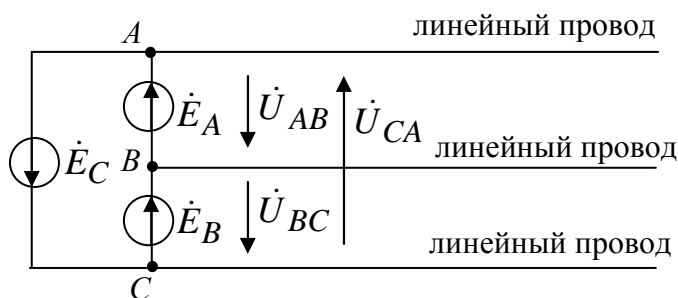 A линейный провод
Ė_A U̇_AB U̇_CA
Ė_C B линейный провод
Ė_B U̇_BC
линейный провод
C